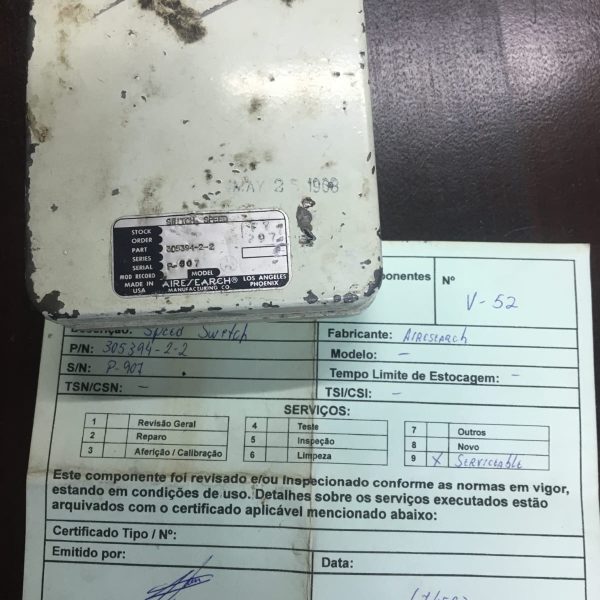 MAY 25 1968
SWITCH, SPEED
STOCK
ORDER 297
PART 305394-2-2
SERIES
SERIAL P-907
MOD RECORD MODEL
MADE IN USA AIRESEARCH® MANUFACTURING CO LOS ANGELES PHOENIX
onentes Nº
V-52
Descrição: Speed Switch Fabricante: AIRESEARCH
P/N: 305394-2-2 Modelo: -
S/N: P-907 Tempo Limite de Estocagem: -
TSN/CSN: - TSI/CSI: -
SERVIÇOS:
1 Revisão Geral 4 Teste 7 Outros
2 Reparo 5 Inspeção 8 Novo
3 Aferição / Calibração 6 Limpeza 9 X SERVICEABLE
Este componente foi revisado e/ou Inspecionado conforme as normas em vigor,
estando em condições de uso. Detalhes sobre os serviços executados estão
arquivados com o certificado aplicável mencionado abaixo:
Certificado Tipo / Nº:
Emitido por: Data: